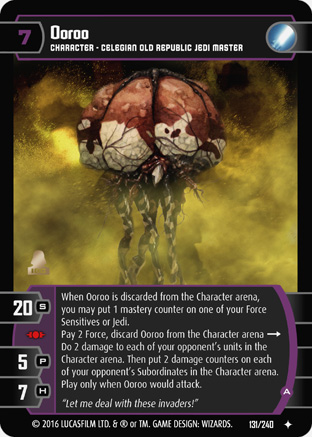 7 Ooroo
CHARACTER - CELEGIAN OLD REPUBLIC JEDI MASTER
20 S
5 P
7 H
When Ooroo is discarded from the Character arena,
you may put 1 mastery counter on one of your Force
Sensitives or Jedi.
Pay 2 Force, discard Ooroo from the Character arena →
Do 2 damage to each of your opponent's units in the
Character arena. Then put 2 damage counters on each
of your opponent's Subordinates in the Character arena.
Play only when Ooroo would attack.
A
"Let me deal with these invaders!"
© 2016 LUCASFILM LTD. & ® or TM. GAME DESIGN: WIZARDS. 131/240